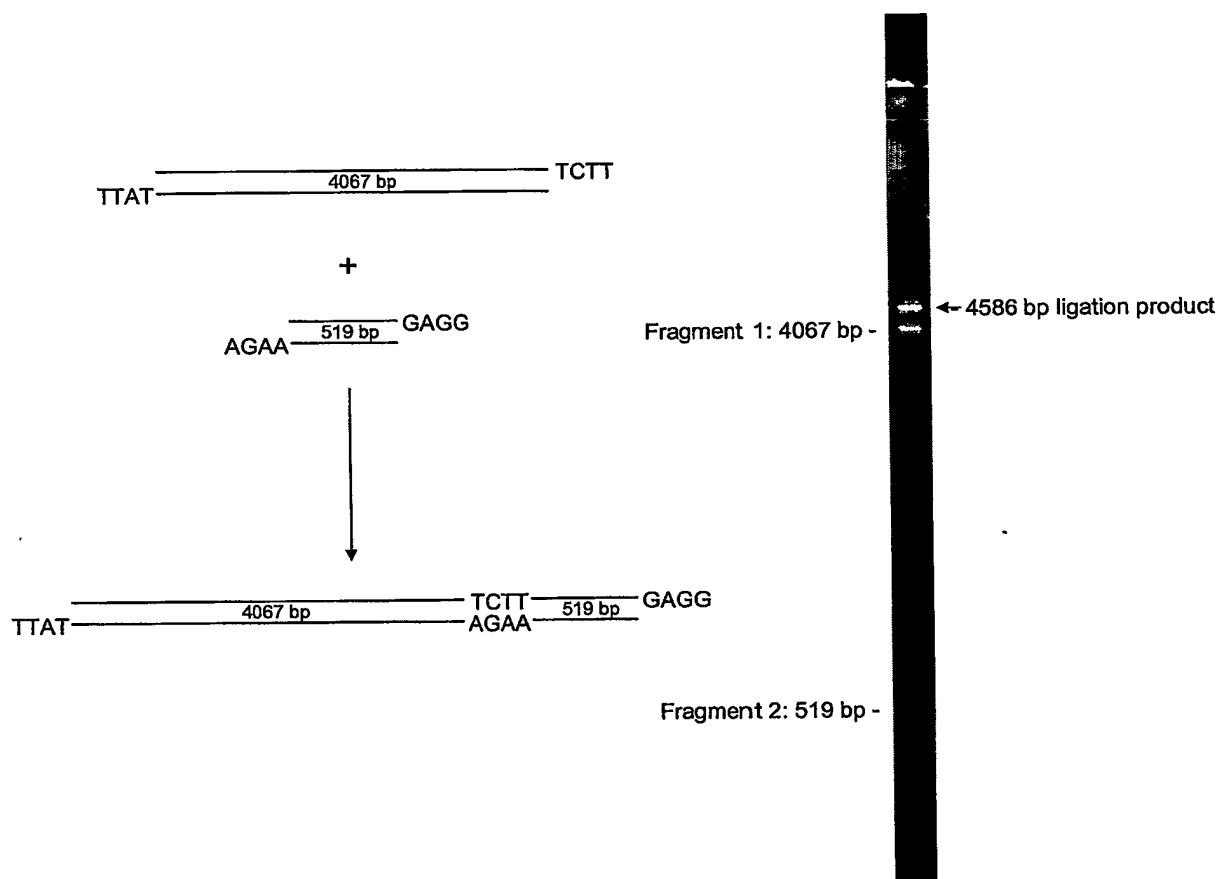 TCTT
4067 bp
TTAT
+
GAGG
519 bp
AGAA
4586 bp ligation product
Fragment 1: 4067 bp -
TCTT GAGG
4067 bp 519 bp
TTAT AGAA
Fragment 2: 519 bp -